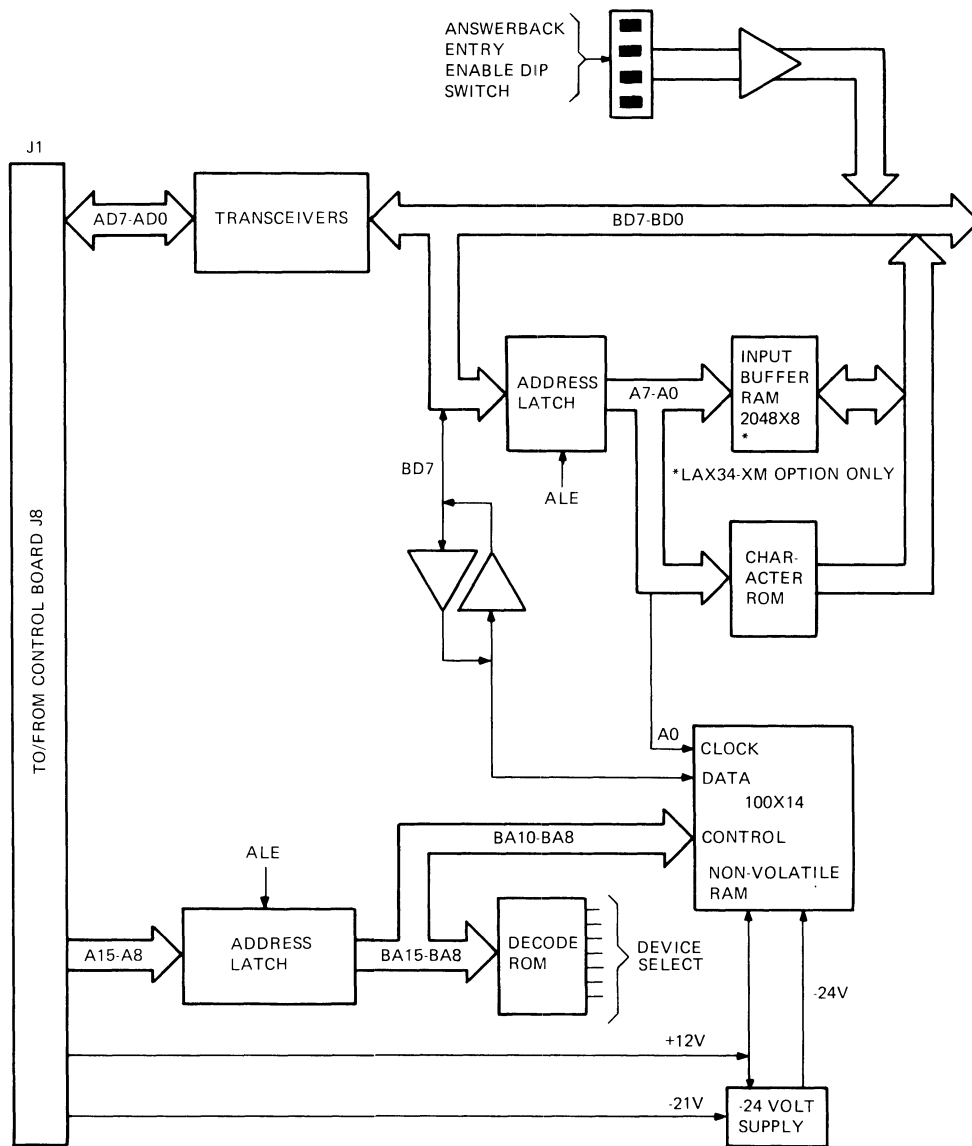 ANSWERBACK
ENTRY
ENABLE DIP
SWITCH
J1
AD7-AD0
TRANSCEIVERS
BD7-BD0
ADDRESS
LATCH
A7-A0
INPUT
BUFFER
RAM
2048X8
*
BD7
ALE
*LAX34-XM OPTION ONLY
TO/FROM CONTROL BOARD J8
CHAR-
ACTER
ROM
A0
CLOCK
DATA
100X14
CONTROL
NON-VOLATILE
RAM
BA10-BA8
ALE
A15-A8
ADDRESS
LATCH
BA15-BA8
DECODE
ROM
DEVICE
SELECT
-24V
+12V
-21V
-24 VOLT
SUPPLY